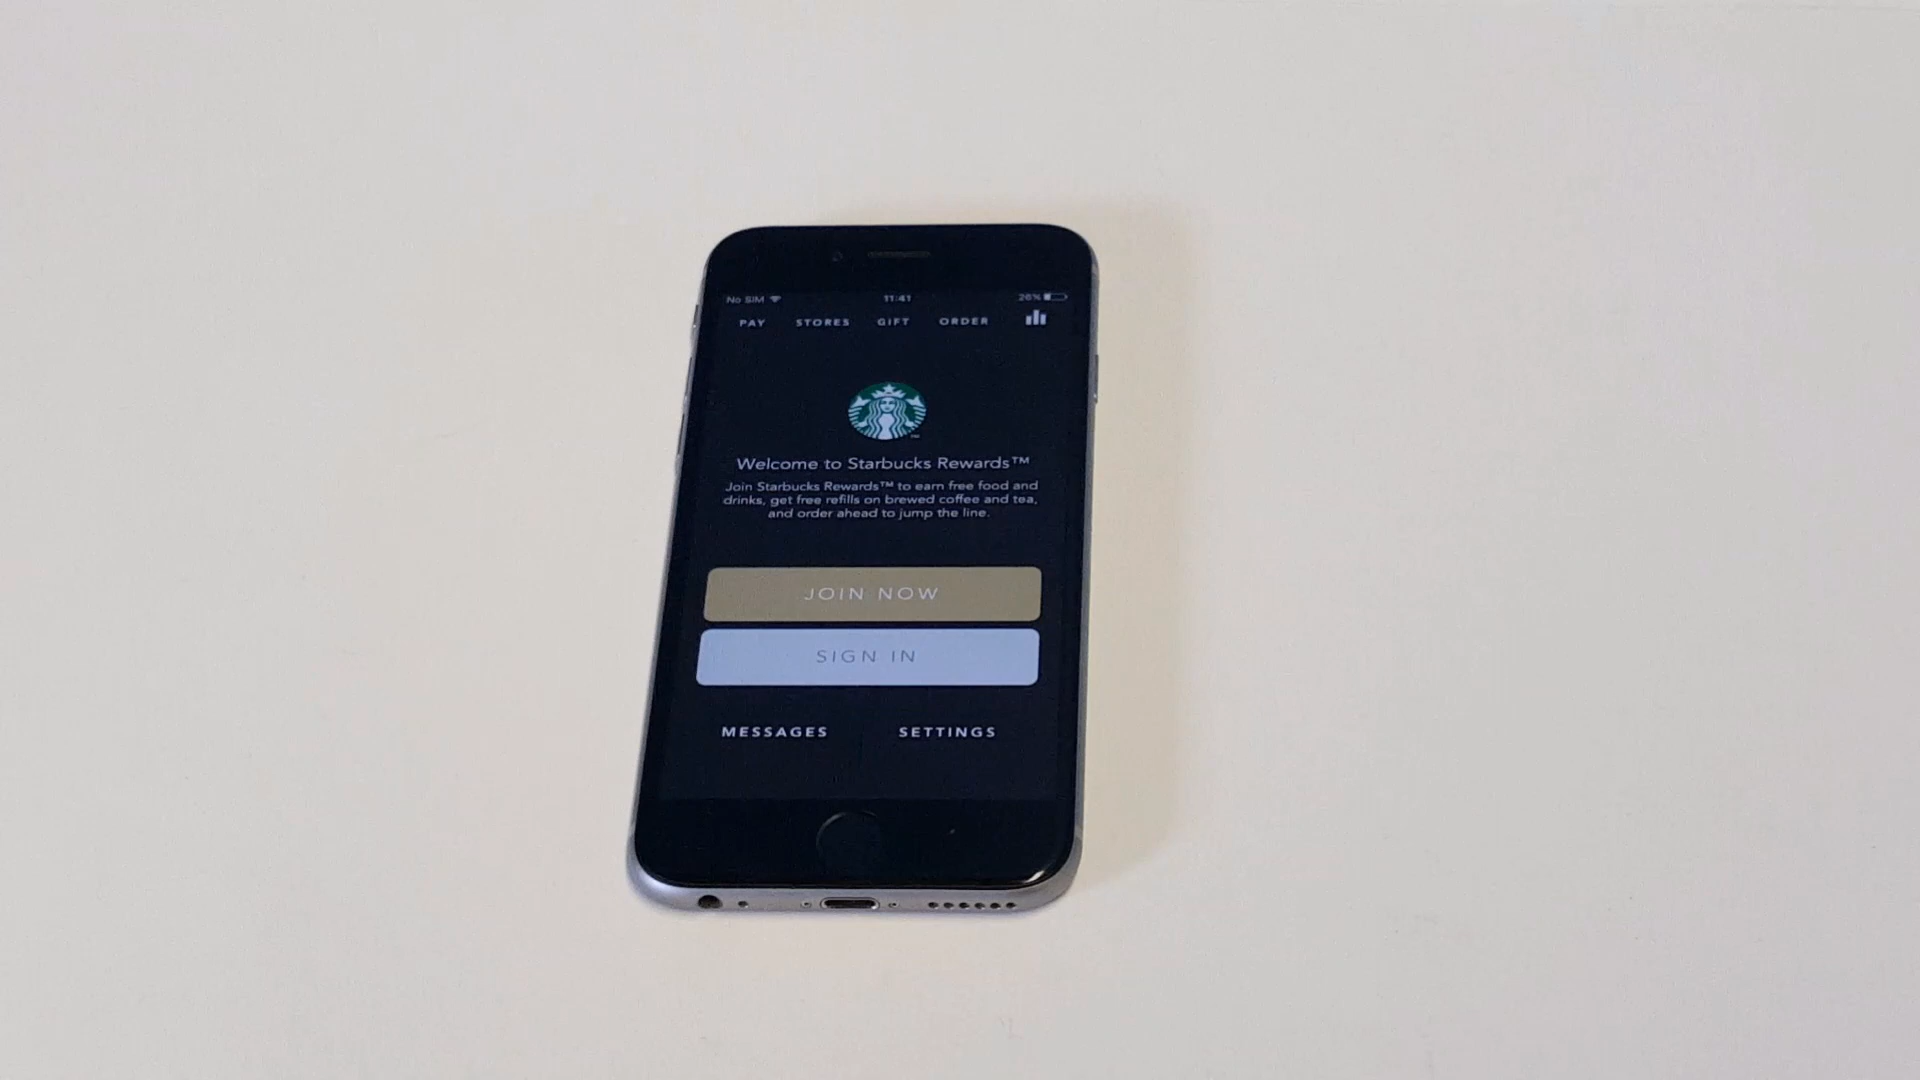 No SIM 11:41 26%
PAY STORES GIFT ORDER
TM
Welcome to Starbucks Rewards™
Join Starbucks Rewards™ to earn free food and
drinks, get free refills on brewed coffee and tea,
and order ahead to jump the line.
JOIN NOW
SIGN IN
MESSAGES SETTINGS